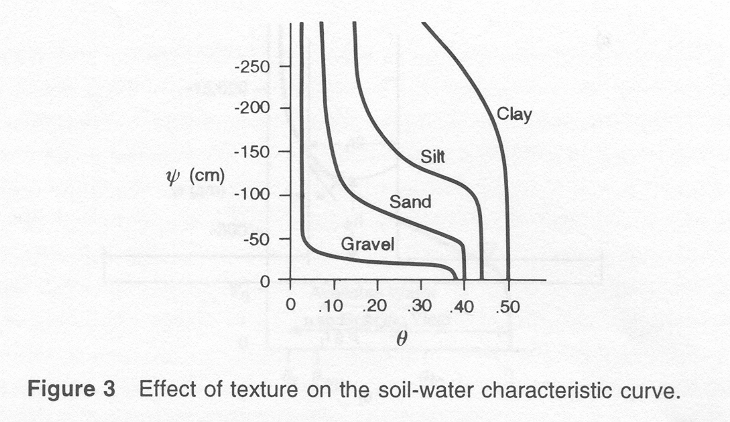 -250
-200
Clay
-150
Silt
ψ (cm)
-100
Sand
-50
Gravel
0
0 .10 .20 .30 .40 .50
θ
Figure 3 Effect of texture on the soil-water characteristic curve.